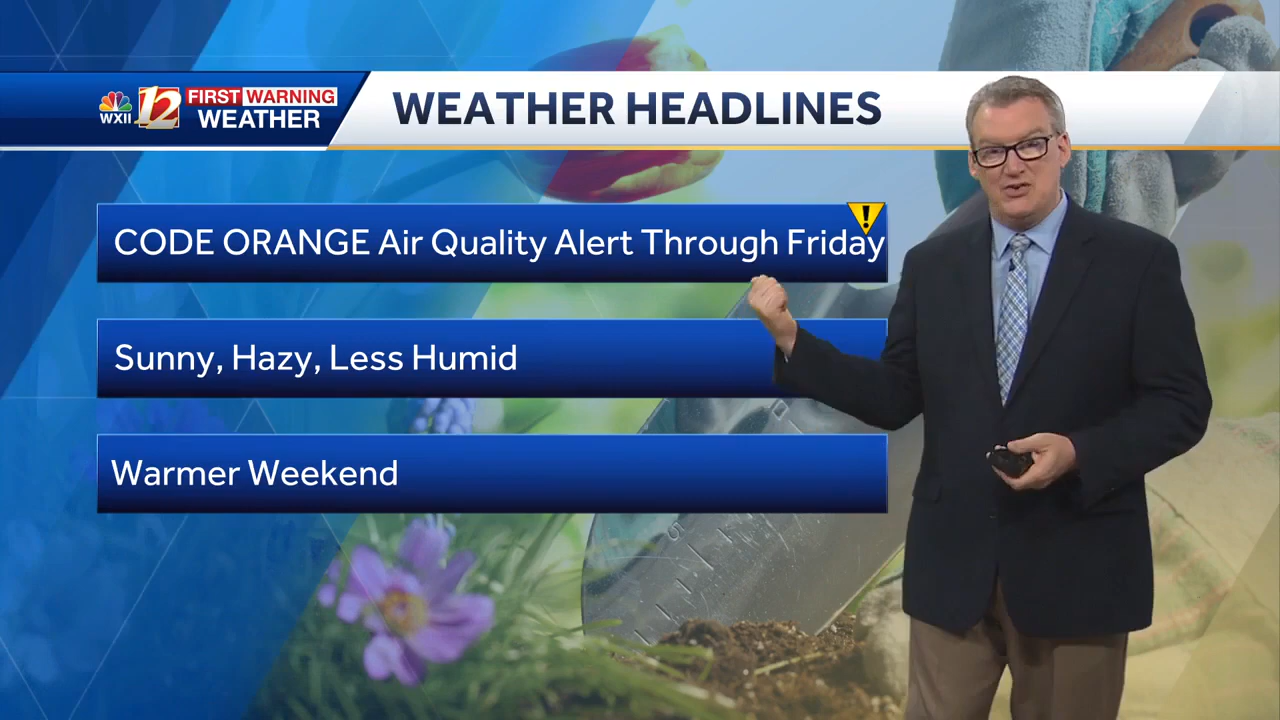 WXII 12 FIRST WARNING
WEATHER
WEATHER HEADLINES
CODE ORANGE Air Quality Alert Through Friday
!
Sunny, Hazy, Less Humid
Warmer Weekend